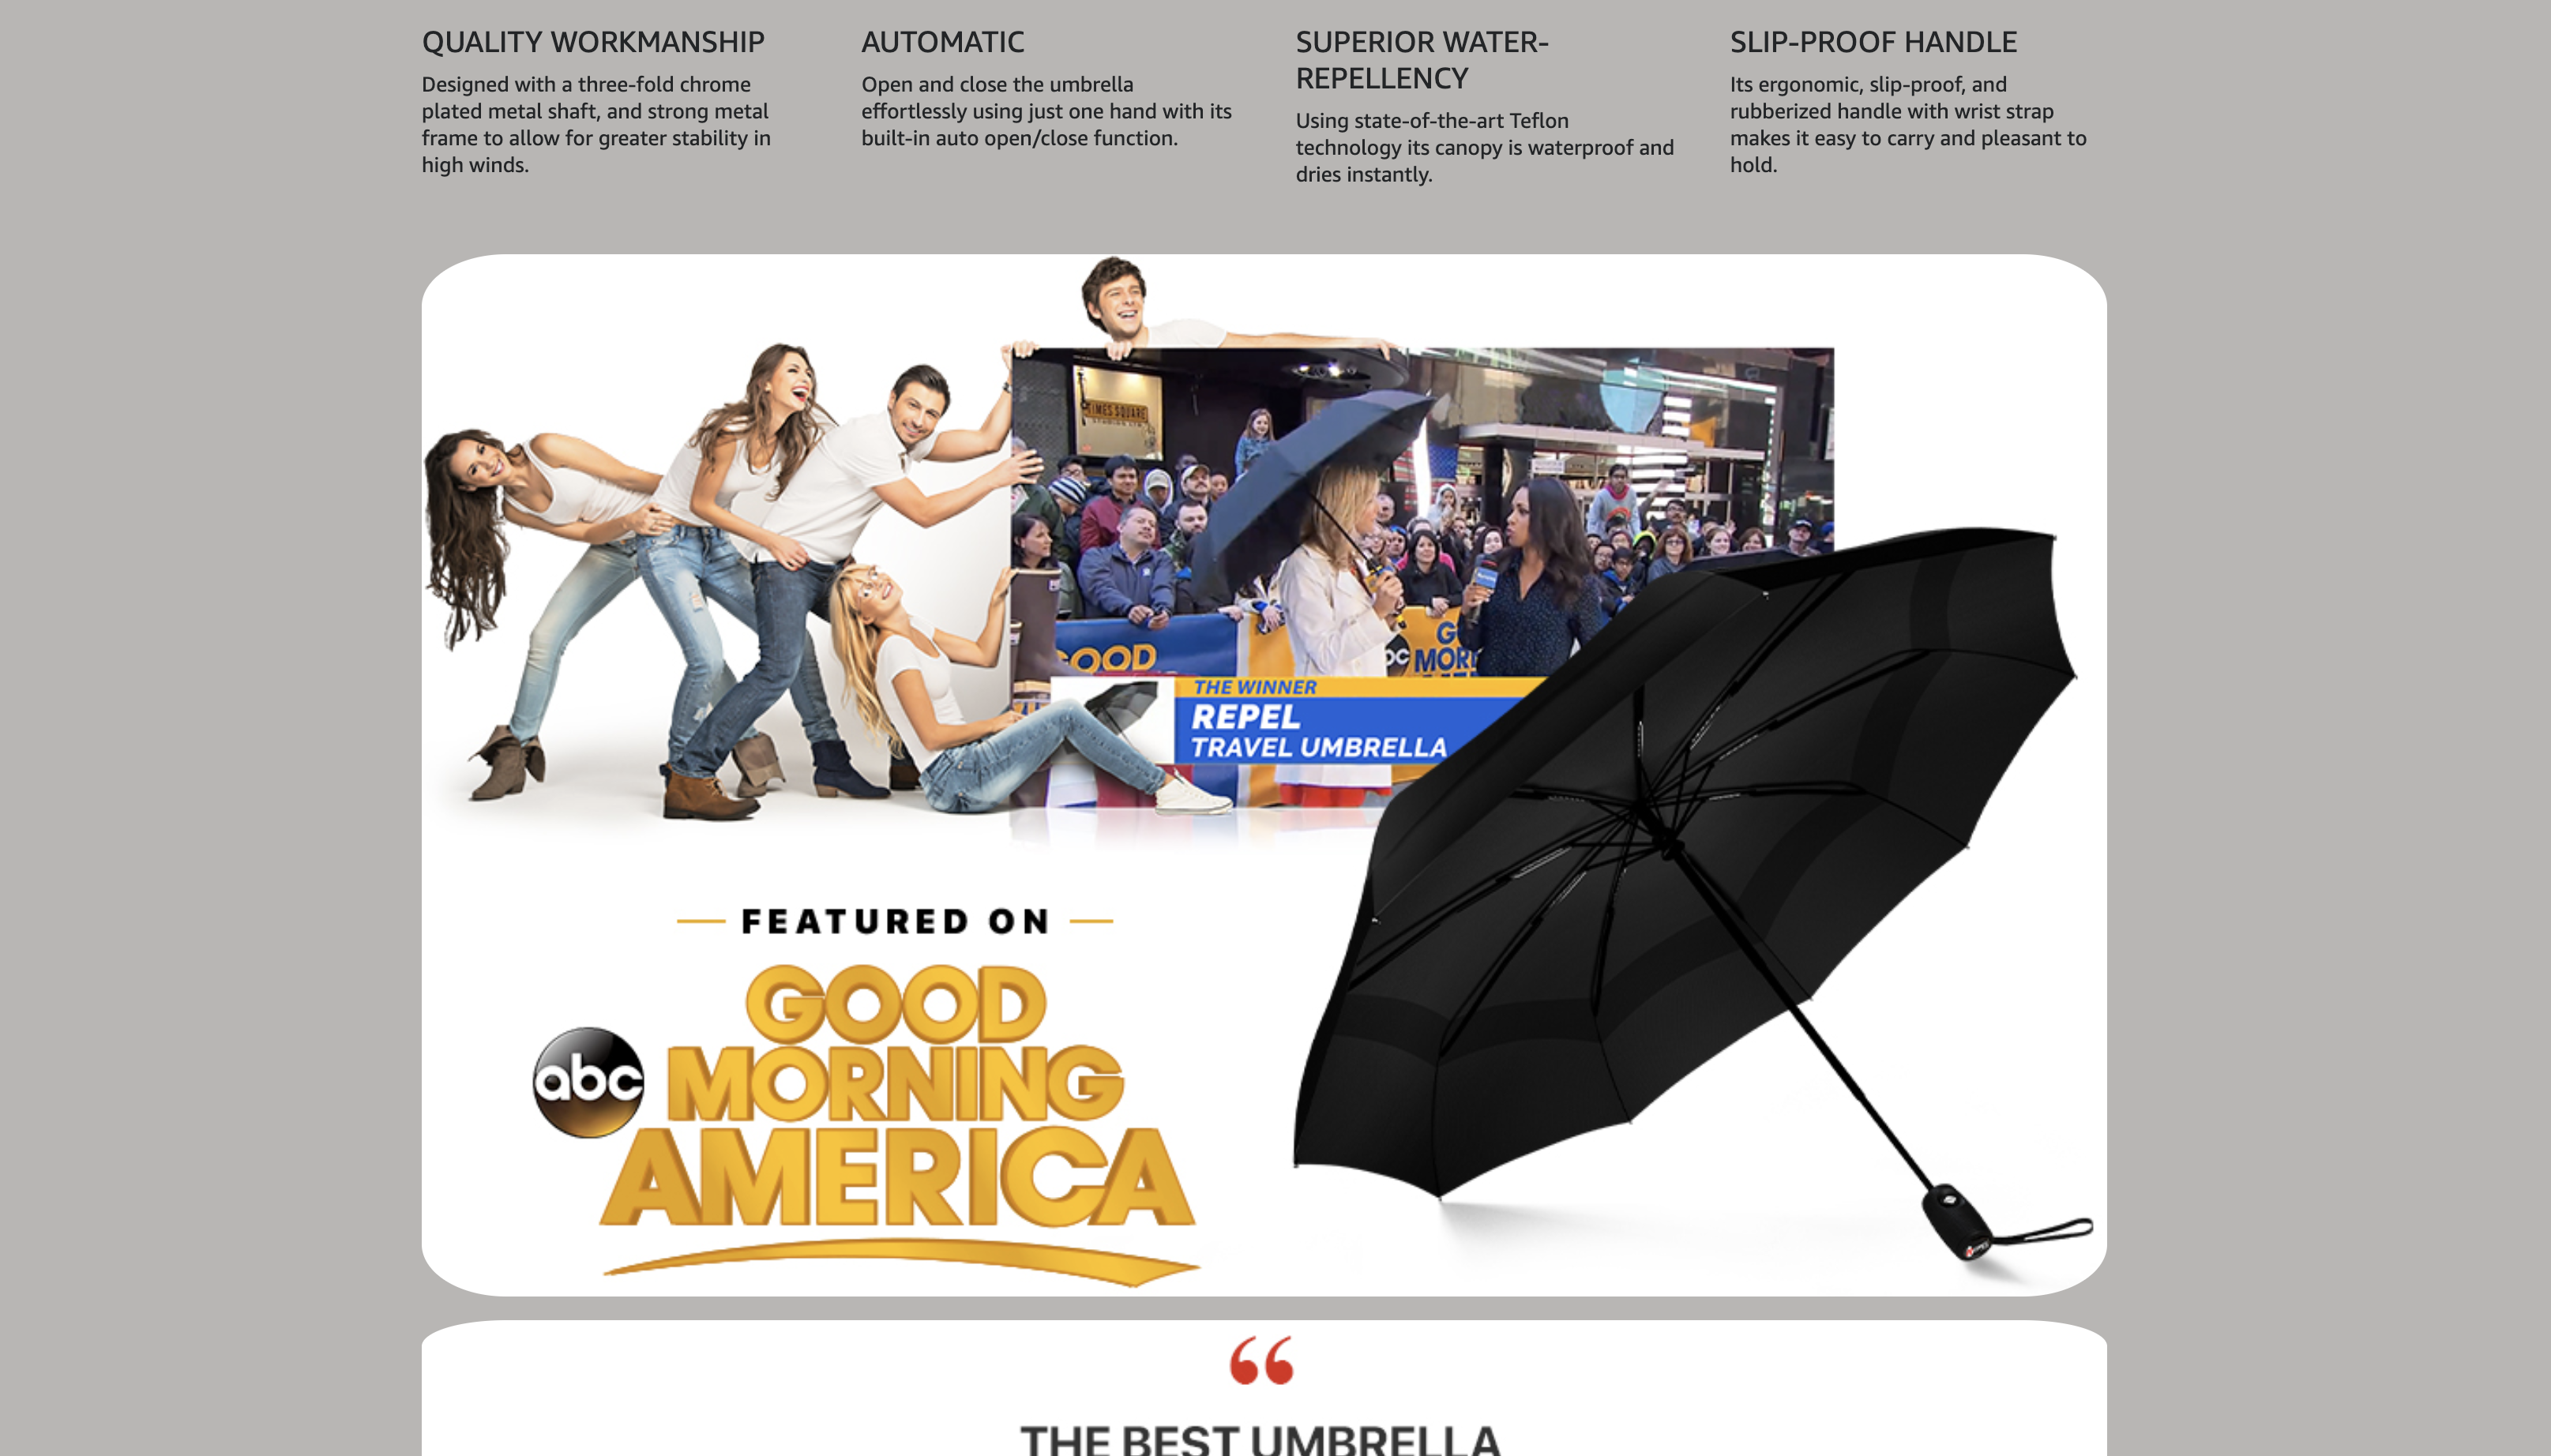 QUALITY WORKMANSHIP
Designed with a three-fold chrome
plated metal shaft, and strong metal
frame to allow for greater stability in
high winds.
AUTOMATIC
Open and close the umbrella
effortlessly using just one hand with its
built-in auto open/close function.
SUPERIOR WATER-
REPELLENCY
Using state-of-the-art Teflon
technology its canopy is waterproof and
dries instantly.
SLIP-PROOF HANDLE
Its ergonomic, slip-proof, and
rubberized handle with wrist strap
makes it easy to carry and pleasant to
hold.
TIMES SQUARE
STUDIOS
GOOD
GO
abc MORN
THE WINNER
REPEL
TRAVEL UMBRELLA
FEATURED ON
GOOD
abc MORNING
AMERICA
“
THE BEST UMBRELLA